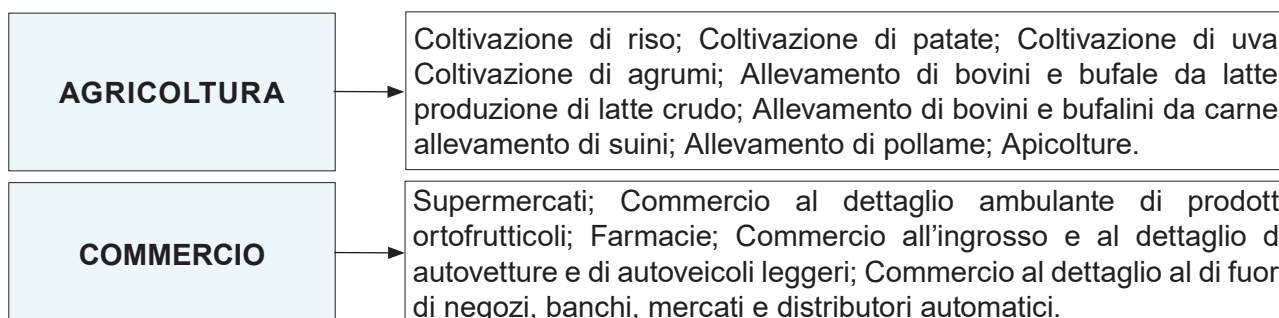 AGRICOLTURA
Coltivazione di riso; Coltivazione di patate; Coltivazione di uva
Coltivazione di agrumi; Allevamento di bovini e bufale da latte
produzione di latte crudo; Allevamento di bovini e bufalini da carne
allevamento di suini; Allevamento di pollame; Apicolture.
COMMERCIO
Supermercati; Commercio al dettaglio ambulante di prodott
ortofrutticoli; Farmacie; Commercio all’ingrosso e al dettaglio d
autovetture e di autoveicoli leggeri; Commercio al dettaglio al di fuor
di negozi, banchi, mercati e distributori automatici.